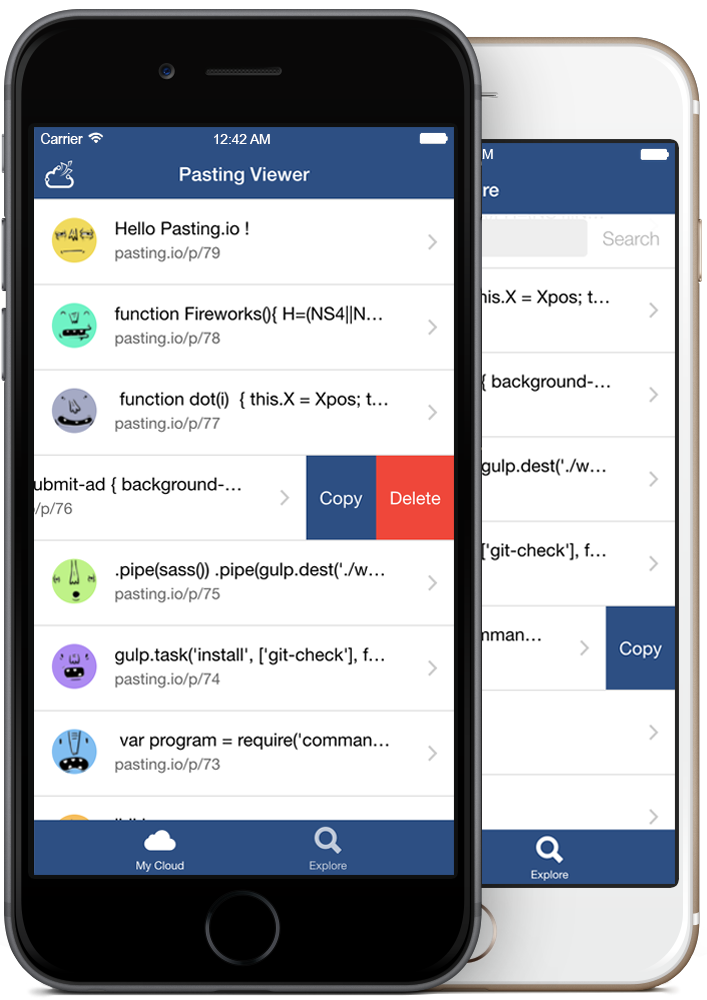 Carrier 12:42 AM
Pasting Viewer
Hello Pasting.io !
pasting.io/p/79
function Fireworks(){ H=(NS4||N…
pasting.io/p/78
function dot(i) { this.X = Xpos; t…
pasting.io/p/77
ubmit-ad { background-…
/p/76
Copy
Delete
.pipe(sass()) .pipe(gulp.dest('./w…
pasting.io/p/75
gulp.task('install', ['git-check'], f…
pasting.io/p/74
var program = require('comman…
pasting.io/p/73
My Cloud
Explore
M
re
Search
his.X = Xpos; t…
{ background-…
gulp.dest('./w…
['git-check'], f…
mman…
Copy
Explore